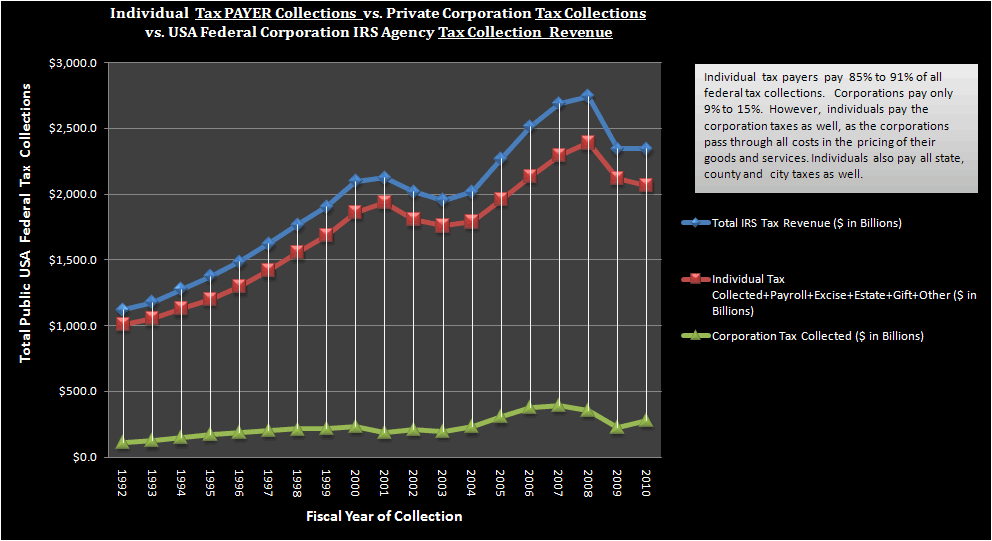 Individual Tax PAYER Collections vs. Private Corporation Tax Collections
vs. USA Federal Corporation IRS Agency Tax Collection Revenue
Total Public USA Federal Tax Collections
$3,000.0
$2,500.0
$2,000.0
$1,500.0
$1,000.0
$500.0
$0.0
1992
1993
1994
1995
1996
1997
1998
1999
2000
2001
2002
2003
2004
2005
2006
2007
2008
2009
2010
Fiscal Year of Collection
Individual tax payers pay 85% to 91% of all
federal tax collections. Corporations pay only
9% to 15%. However, individuals pay the
corporation taxes as well, as the corporations
pass through all costs in the pricing of their
goods and services. Individuals also pay all state,
county and city taxes as well.
Total IRS Tax Revenue ($ in Billions)
Individual Tax
Collected+Payroll+Excise+Estate+Gift+Other ($ in
Billions)
Corporation Tax Collected ($ in Billions)